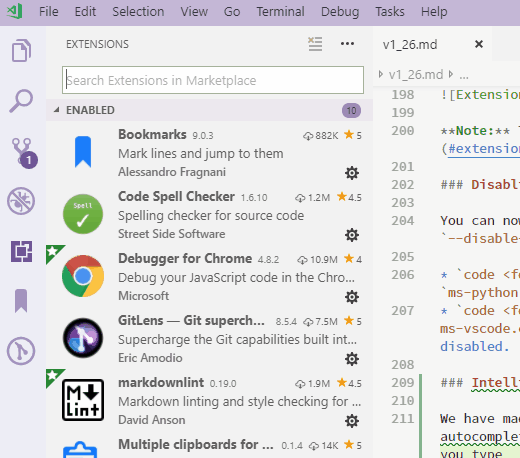 File Edit Selection View Go Terminal Debug Tasks Help
EXTENSIONS
Search Extensions in Marketplace
ENABLED 10
Bookmarks 9.0.3 882K 5
Mark lines and jump to them
Alessandro Fragnani
Spell
Code Spell Checker 1.6.10 1.2M 4.5
Spelling checker for source code
Street Side Software
Debugger for Chrome 4.8.2 10.9M 4
Debug your JavaScript code in the Chro...
Microsoft
GitLens — Git superch... 8.5.4 7.5M 5
Supercharge the Git capabilities built int...
Eric Amodio
M Lint
markdownlint 0.19.0 1.9M 4.5
Markdown linting and style checking for ...
David Anson
Multiple clipboards for ... 0.1.4 14K 5
1
v1_26.md
v1_26.md ...
198 ![Extension
199
200 **Note:**
(#extension
201
202 ### Disabl
203
204 You can now
`--disable-
205
206 * `code <fo
`ms-python
207 * `code <fo
ms-vscode.
disabled.
208
209 ### Intelli
210
211 We have mad
autocomplet
you type